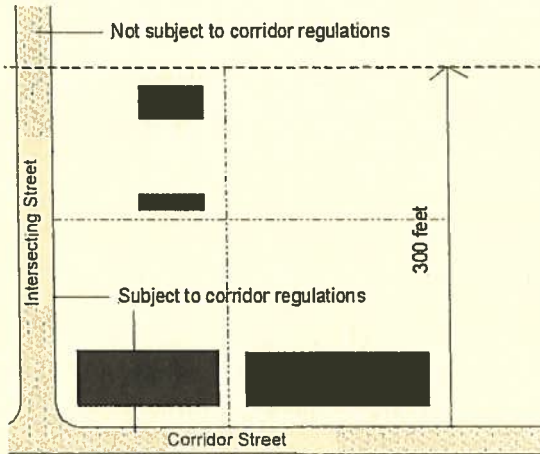 Not subject to corridor regulations
Intersecting Street
300 feet
Subject to corridor regulations
Corridor Street